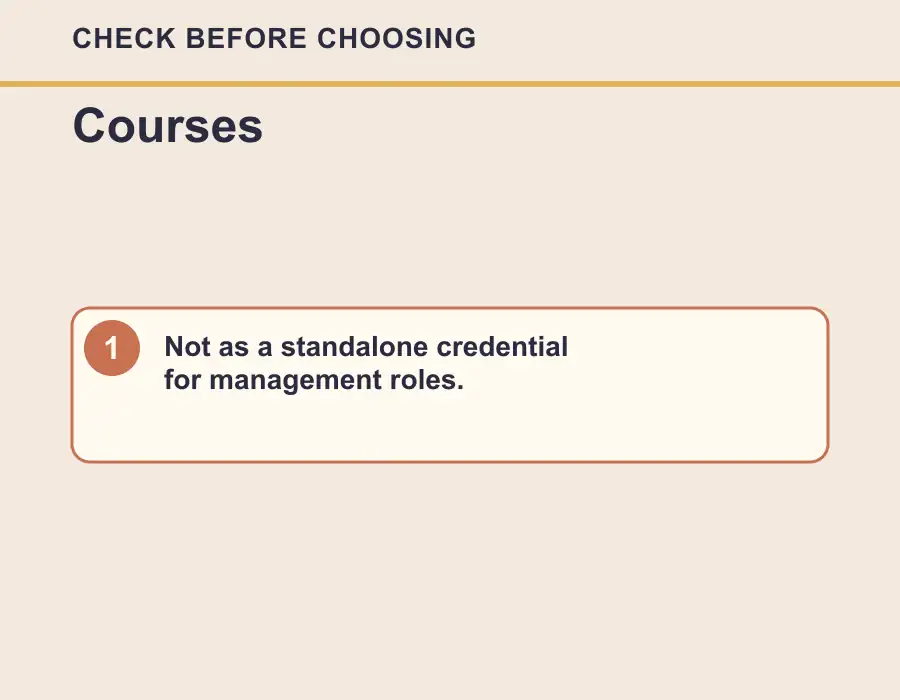 CHECK BEFORE CHOOSING
Courses
1
Not as a standalone credential
for management roles.